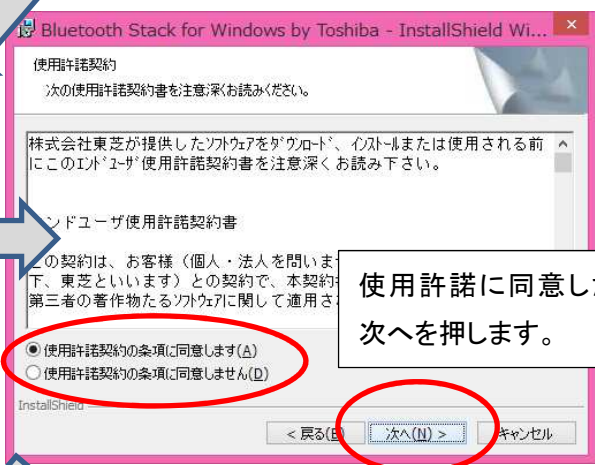 Bluetooth Stack for Windows by Toshiba - InstallShield Wi...
使用許諾契約
次の使用許諾契約書を注意深くお読みください。
株式会社東芝が提供したソフトウェアをダウンロード、インストールまたは使用される前
にこのエンドユーザ使用許諾契約書を注意深くお読み下さい。
ンドユーザ使用許諾契約書
の契約は、お客様（個人・法人を問いま
下、東芝といいます）との契約で、本契約
第三者の著作物たるソフトウェアに関して適用さ
使用許諾に同意し
次へを押します。
使用許諾契約の条項に同意します(A)
使用許諾契約の条項に同意しません(D)
InstallShield
< 戻る(B)
次へ(N) >
キャンセル